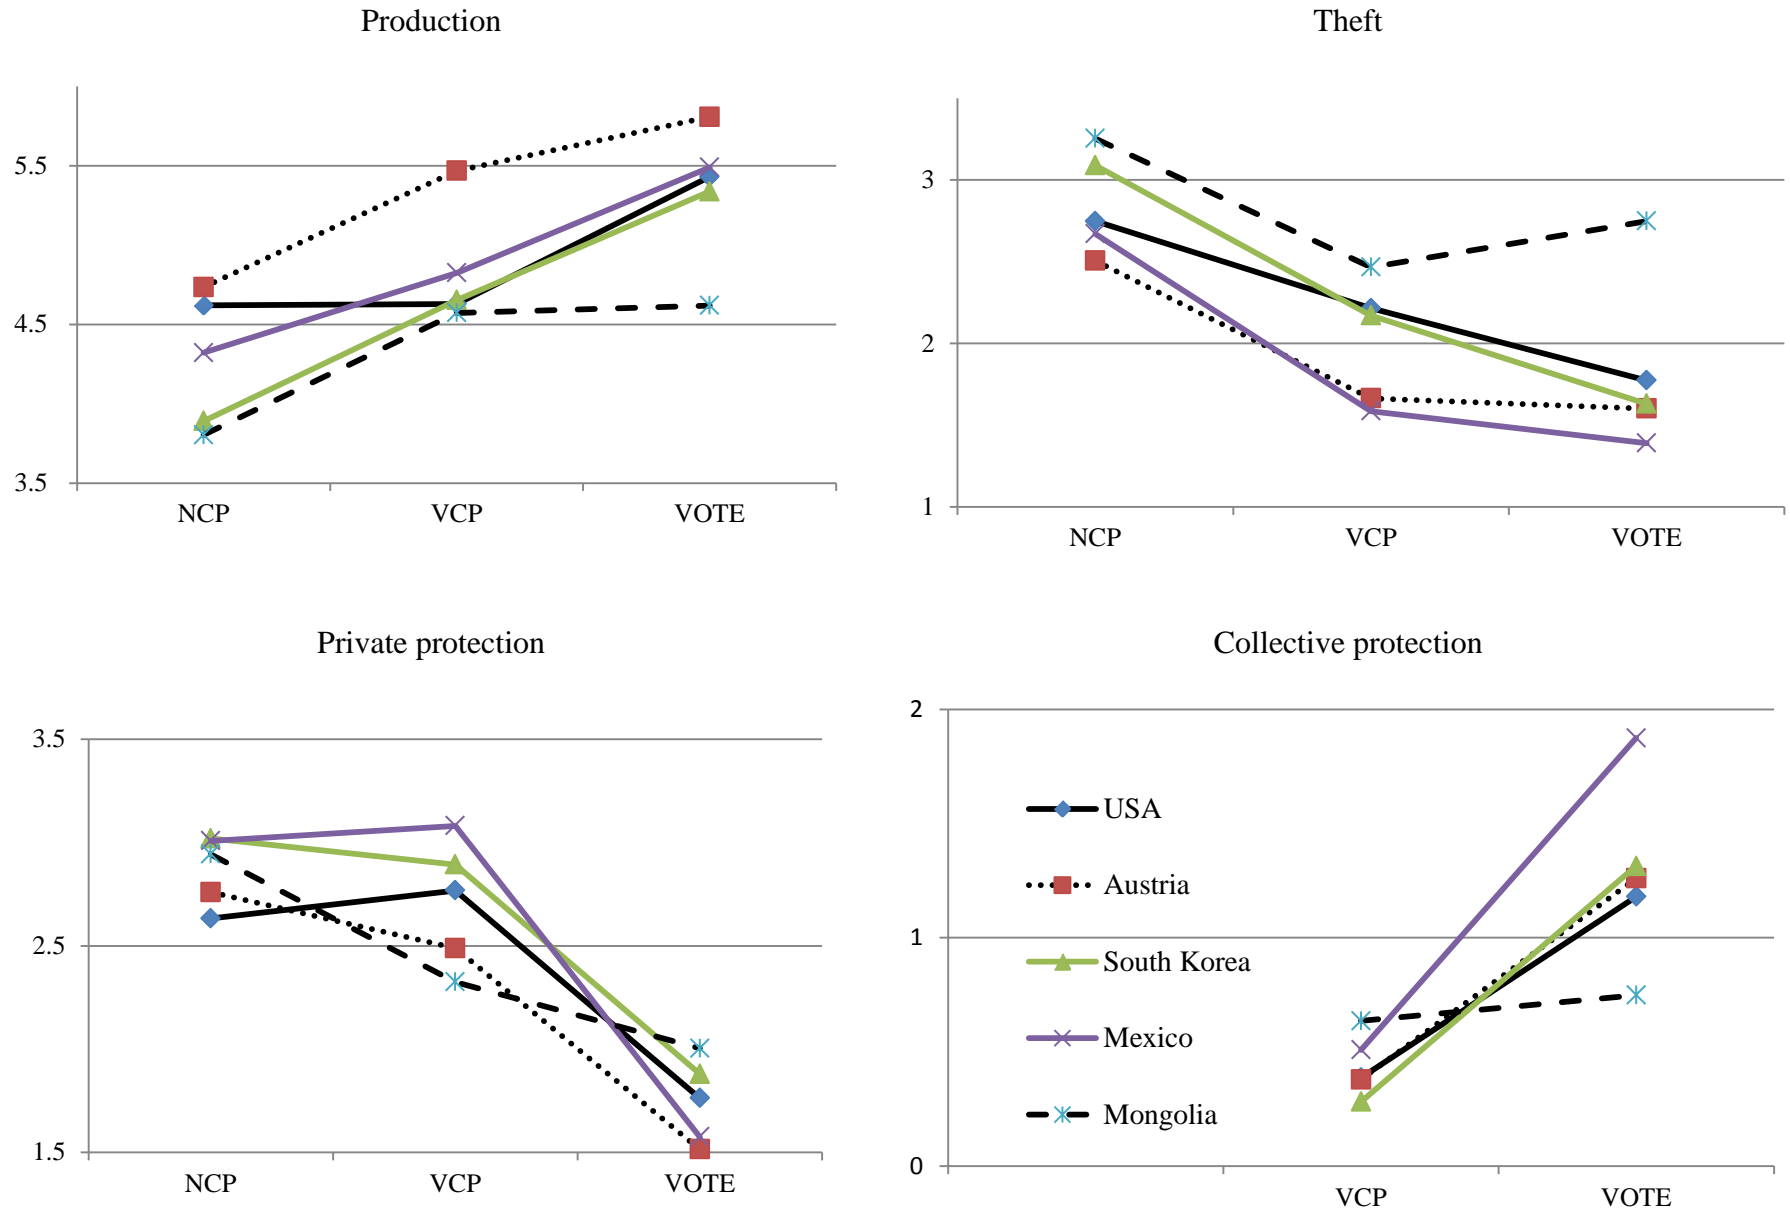 Production
5.5
4.5
3.5
NCP VCP VOTE
Theft
3
2
1
NCP VCP VOTE
Private protection
3.5
2.5
1.5
NCP VCP VOTE
Collective protection
2
1
0
USA
Austria
South Korea
Mexico
Mongolia
VCP VOTE